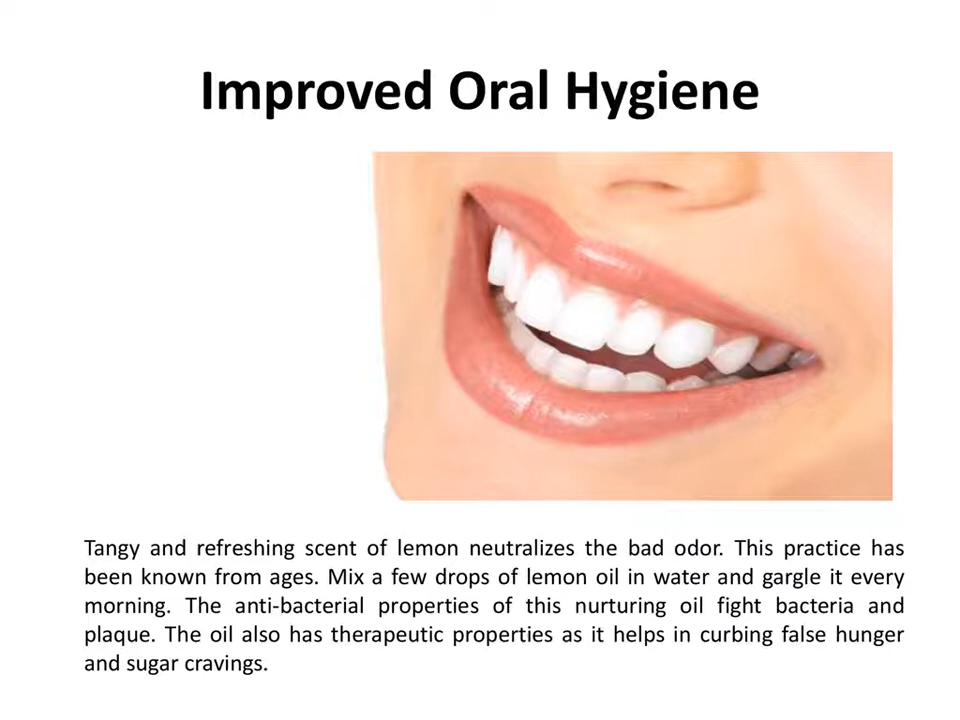 Improved Oral Hygiene
Tangy and refreshing scent of lemon neutralizes the bad odor. This practice has
been known from ages. Mix a few drops of lemon oil in water and gargle it every
morning. The anti-bacterial properties of this nurturing oil fight bacteria and
plaque. The oil also has therapeutic properties as it helps in curbing false hunger
and sugar cravings.